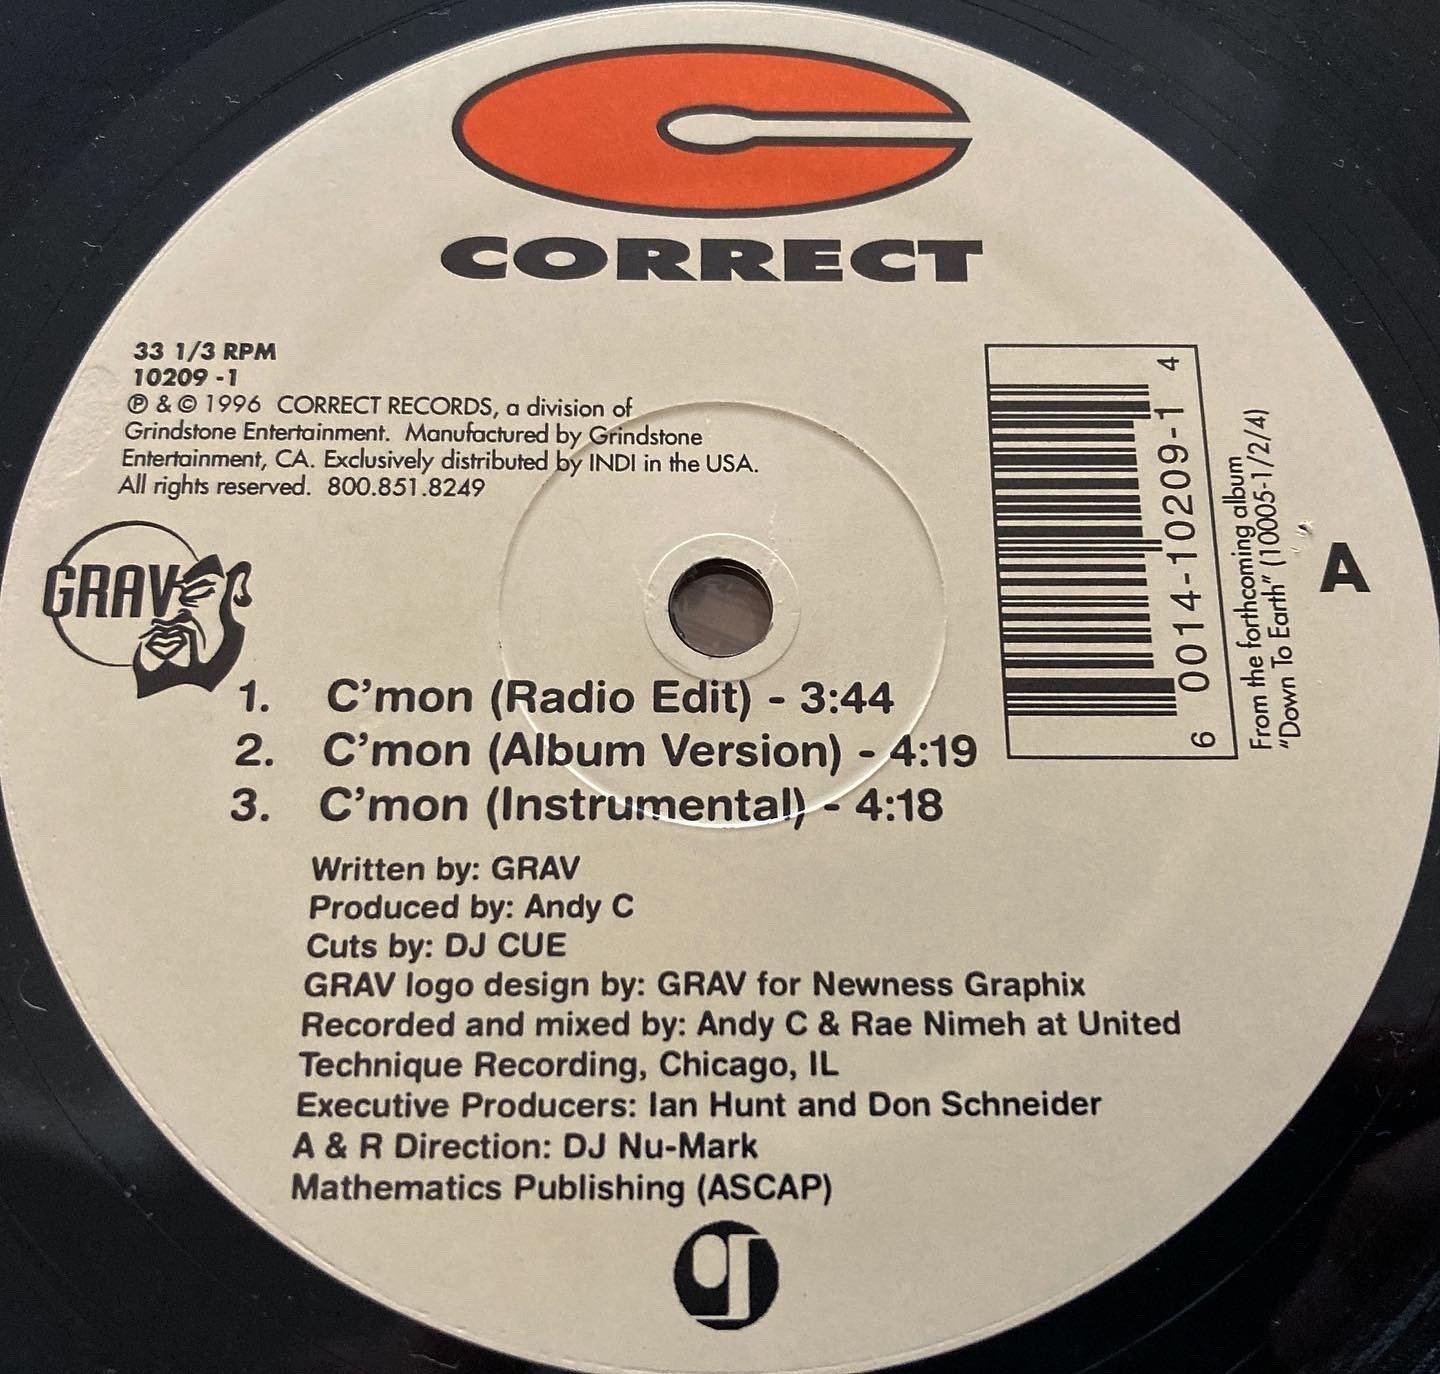 CORRECT
33 1/3 RPM
10209 -1
℗ & © 1996 CORRECT RECORDS, a division of
Grindstone Entertainment. Manufactured by Grindstone
Entertainment, CA. Exclusively distributed by INDI in the USA.
All rights reserved. 800.851.8249
GRAV
6 0014-10209-1 4
From the forthcoming album
"Down To Earth" (10005-1/2/4)
A
1. C'mon (Radio Edit) - 3:44
2. C'mon (Album Version) - 4:19
3. C'mon (Instrumental) - 4:18
Written by: GRAV
Produced by: Andy C
Cuts by: DJ CUE
GRAV logo design by: GRAV for Newness Graphix
Recorded and mixed by: Andy C & Rae Nimeh at United
Technique Recording, Chicago, IL
Executive Producers: Ian Hunt and Don Schneider
A & R Direction: DJ Nu-Mark
Mathematics Publishing (ASCAP)
g